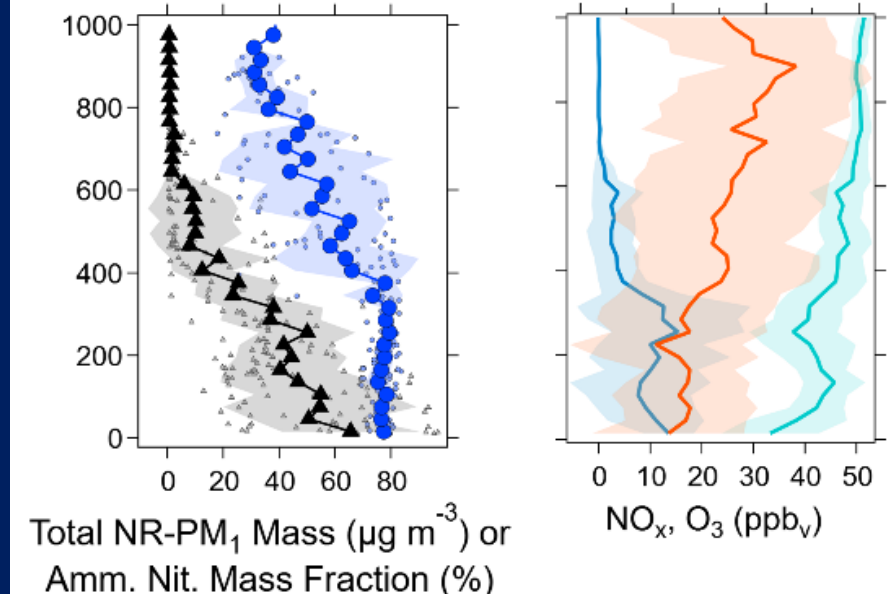 1000
800
600
400
200
0
0 20 40 60 80
Total NR-PM₁ Mass (µg m⁻³) or
Amm. Nit. Mass Fraction (%)
0 10 20 30 40 50
NOₓ, O₃ (ppbᵥ)